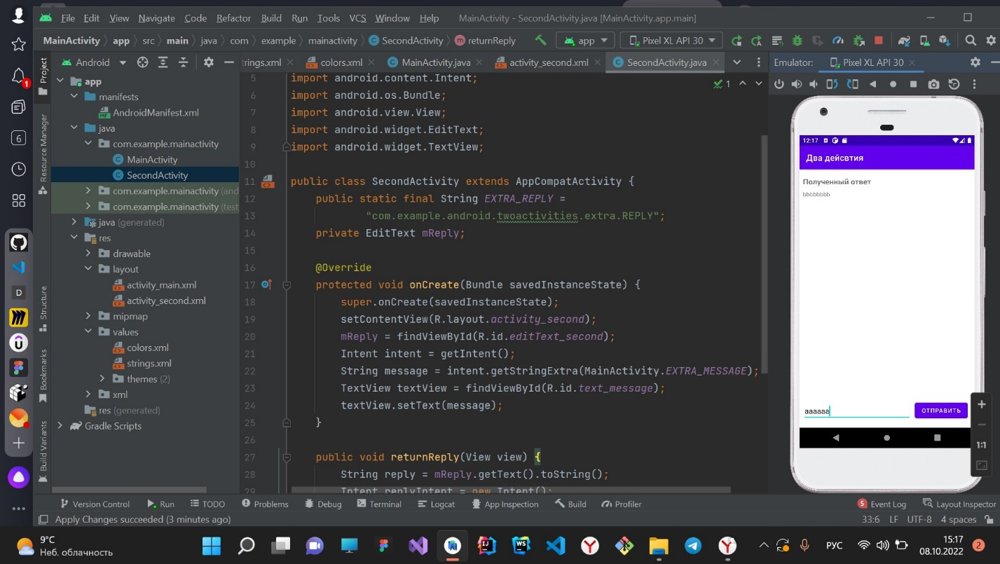 File Edit View Navigate Code Refactor Build Run Tools VCS Window Help MainActivity - SecondActivity.java [MainActivity.app.main]
MainActivity app src main java com example mainactivity SecondActivity returnReply app Pixel XL API 30
Android trings.xml colors.xml MainActivity.java activity_second.xml SecondActivity.java Emulator: Pixel XL API 30
Project
Resource Manager
Structure
Bookmarks
Build Variants
1
6
D
app
manifests
AndroidManifest.xml
java
com.example.mainactivity
MainActivity
SecondActivity
com.example.mainactivity (and
com.example.mainactivity (test
java (generated)
res
drawable
layout
activity_main.xml
activity_second.xml
mipmap
values
colors.xml
strings.xml
themes (2)
xml
res (generated)
Gradle Scripts
1
5 import android.content.Intent;
6 import android.os.Bundle;
7 import android.view.View;
8 import android.widget.EditText;
9 import android.widget.TextView;
10
11 public class SecondActivity extends AppCompatActivity {
12 public static final String EXTRA_REPLY =
13 "com.example.android.twoactivities.extra.REPLY";
14 private EditText mReply;
15
16 @Override
17 protected void onCreate(Bundle savedInstanceState) {
18 super.onCreate(savedInstanceState);
19 setContentView(R.layout.activity_second);
20 mReply = findViewById(R.id.editText_second);
21 Intent intent = getIntent();
22 String message = intent.getStringExtra(MainActivity.EXTRA_MESSAGE);
23 TextView textView = findViewById(R.id.text_message);
24 textView.setText(message);
25 }
26
27 public void returnReply(View view) {
28 String reply = mReply.getText().toString();
29 Intent replyIntent = new Intent();
12:17
Два дейсвтия
Полученный ответ
bbbbbbbb
aaaaaa ОТПРАВИТЬ
1:1
Version Control Run TODO Problems Debug Terminal Logcat App Inspection Build Profiler 5 Event Log Layout Inspector
Apply Changes succeeded (3 minutes ago) 33:6 LF UTF-8 4 spaces
9°C
Неб. облачность
IJ WS Y Y
РУС
15:17
08.10.2022
2